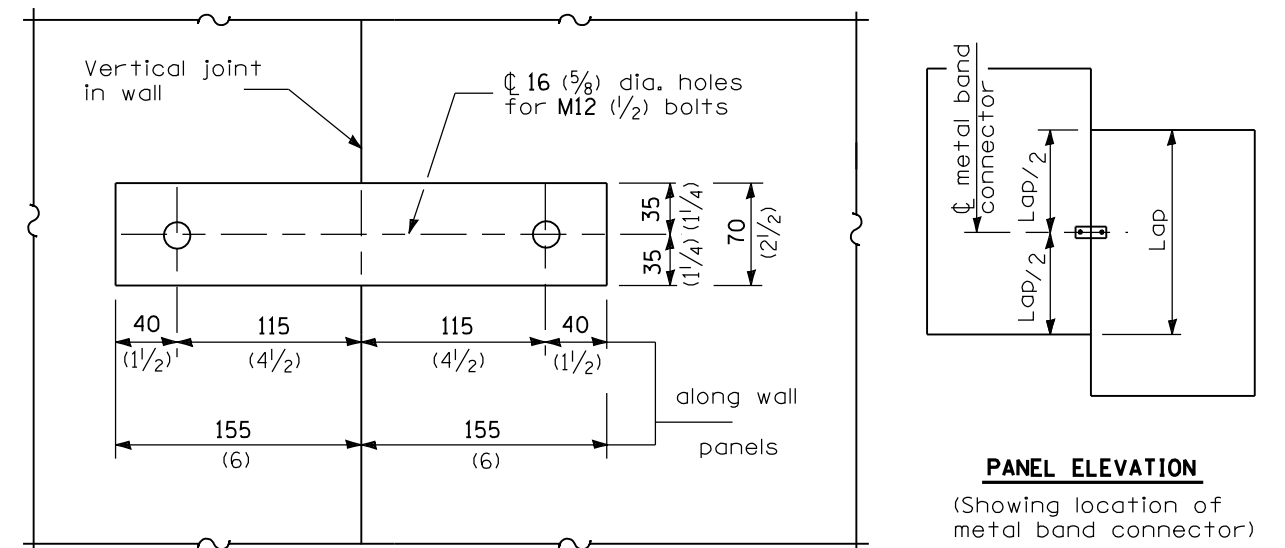 Vertical joint
in wall
℄ 16 (5/8) dia. holes
for M12 (1/2) bolts
35
(1 1/4)
35
(1 1/4)
70
(2 1/2)
40
(1 1/2)
115
(4 1/2)
115
(4 1/2)
40
(1 1/2)
155
(6)
155
(6)
along wall
panels
℄ metal band
connector
Lap/2
Lap/2
Lap
PANEL ELEVATION
(Showing location of
metal band connector)